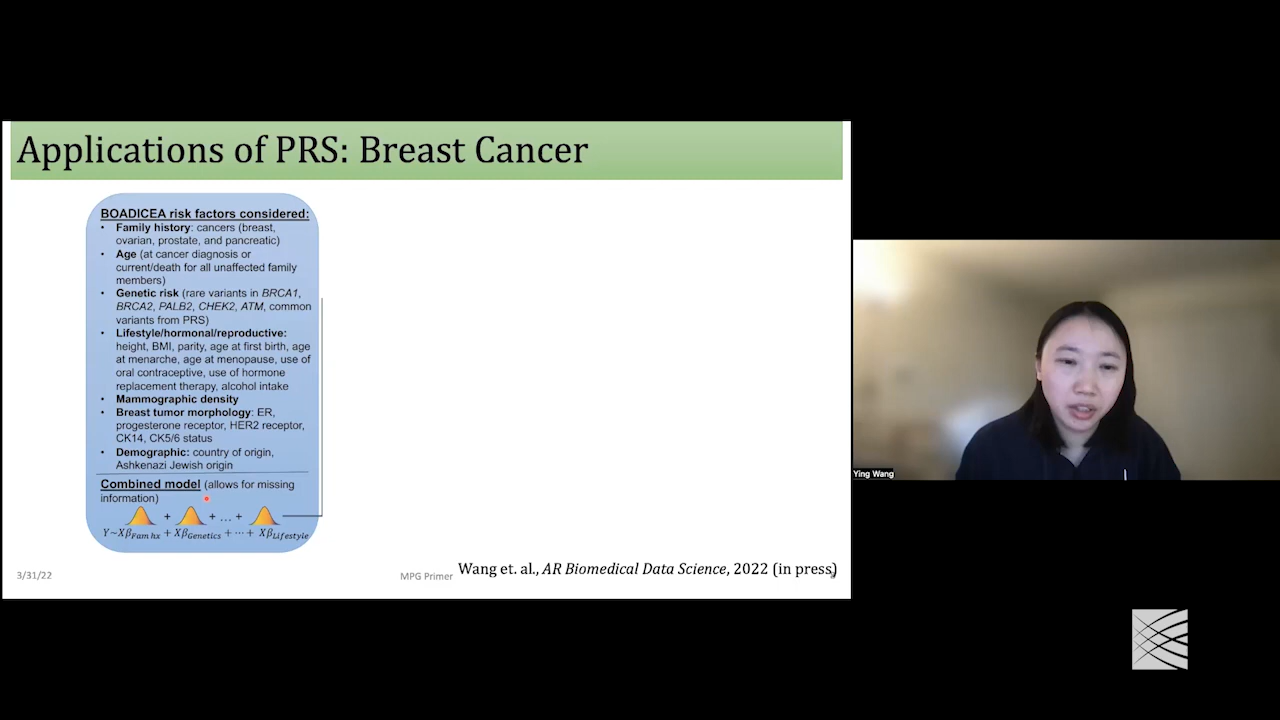 Applications of PRS: Breast Cancer
BOADICEA risk factors considered:
• Family history: cancers (breast,
ovarian, prostate, and pancreatic)
• Age (at cancer diagnosis or
current/death for all unaffected family
members)
• Genetic risk (rare variants in BRCA1,
BRCA2, PALB2, CHEK2, ATM, common
variants from PRS)
• Lifestyle/hormonal/reproductive:
height, BMI, parity, age at first birth, age
at menarche, age at menopause, use of
oral contraceptive, use of hormone
replacement therapy, alcohol intake
• Mammographic density
• Breast tumor morphology: ER,
progesterone receptor, HER2 receptor,
CK14, CK5/6 status
• Demographic: country of origin,
Ashkenazi Jewish origin
Combined model (allows for missing
information)
+ + … +
Y~Xβ_Fam hx + Xβ_Genetics + ⋯ + Xβ_Lifestyle
3/31/22
MPG Primer
Wang et. al., AR Biomedical Data Science, 2022 (in press)
Ying Wang